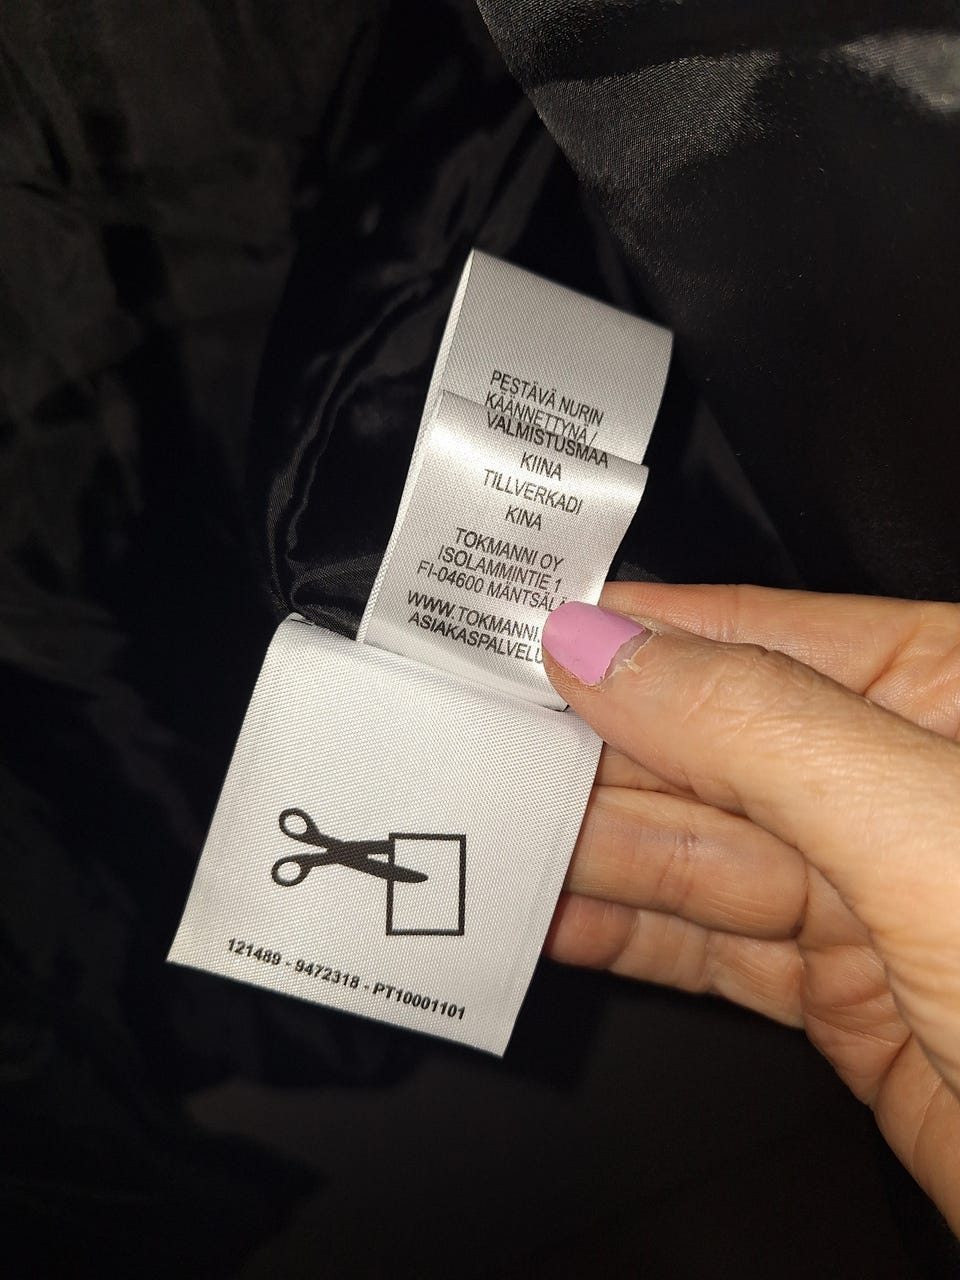 PESTÄVÄ NURIN
KÄÄNNETTYNÄ /
VALMISTUSMAA
KIINA
TILLVERKAD I
KINA
TOKMANNI OY
ISOLAMMINTIE 1
FI-04600 MÄNTSÄLÄ
WWW.TOKMANNI.
ASIAKASPALVELU
121489 - 9472318 - PT10001101